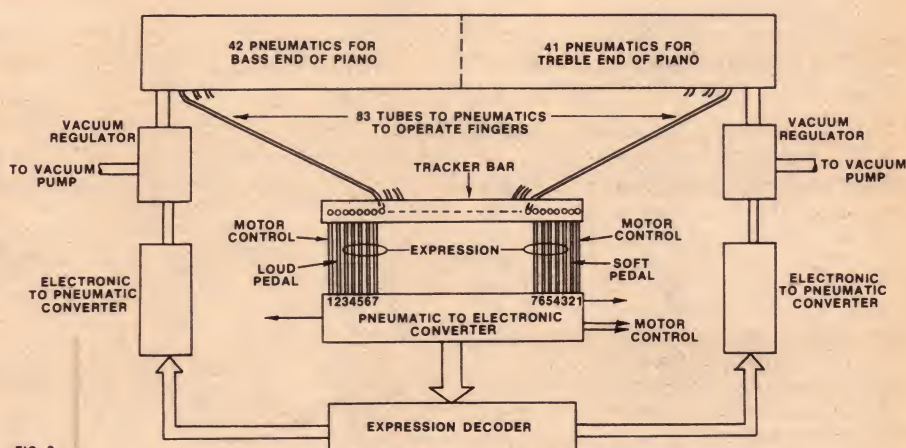 42 PNEUMATICS FOR
BASS END OF PIANO
41 PNEUMATICS FOR
TREBLE END OF PIANO
VACUUM
REGULATOR
83 TUBES TO PNEUMATICS
TO OPERATE FINGERS
VACUUM
REGULATOR
TO VACUUM
PUMP
TRACKER BAR
TO VACUUM
PUMP
MOTOR
CONTROL
EXPRESSION
MOTOR
CONTROL
LOUD
PEDAL
SOFT
PEDAL
ELECTRONIC
TO PNEUMATIC
CONVERTER
1234567
7654321
ELECTRONIC
TO PNEUMATIC
CONVERTER
PNEUMATIC TO ELECTRONIC
CONVERTER
MOTOR
CONTROL
EXPRESSION DECODER